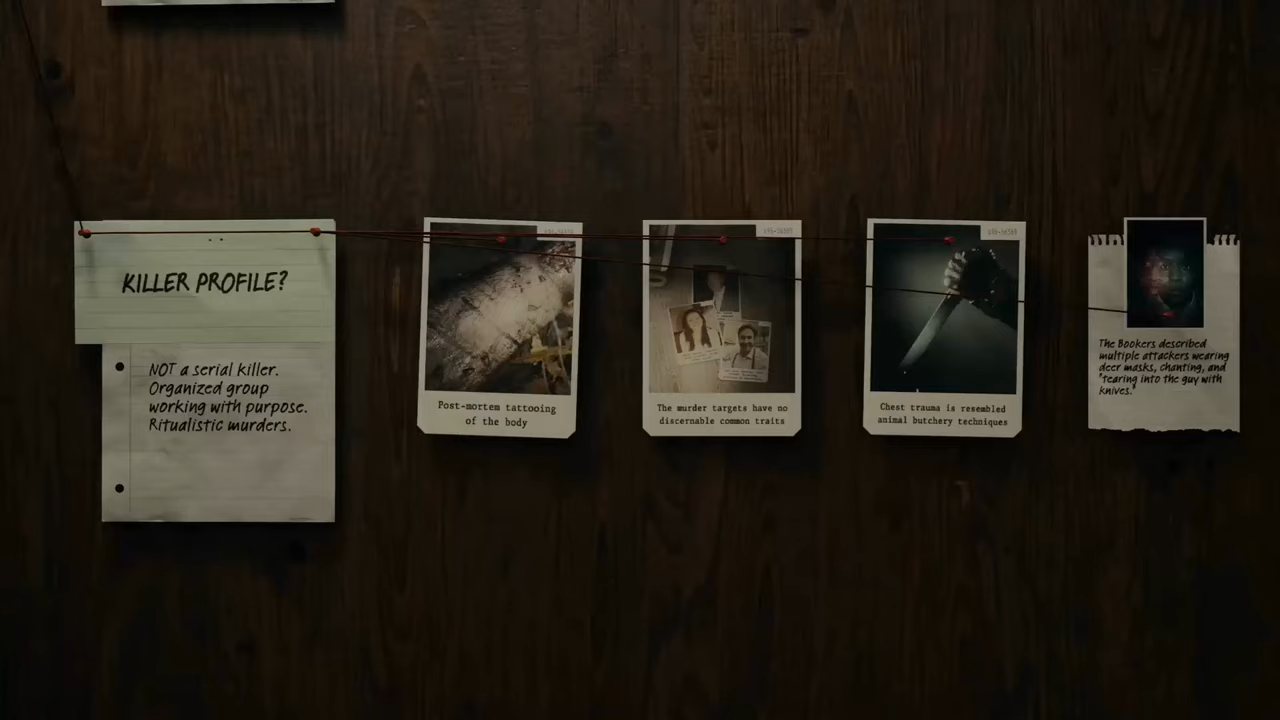 KILLER PROFILE?
NOT a serial killer.
Organized group
working with purpose.
Ritualistic murders.
Post-mortem tattooing
of the body
The murder targets have no
discernable common traits
Chest trauma is resembled
animal butchery techniques
The Bookers described
multiple attackers wearing
deer masks, chanting, and
"tearing into the guy with
knives."